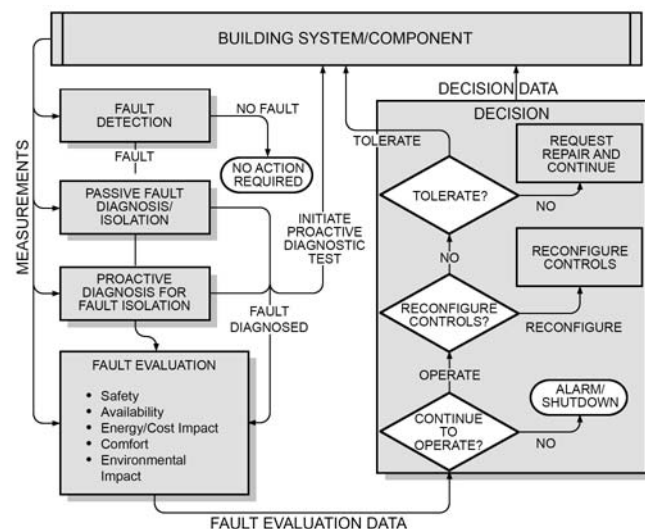 BUILDING SYSTEM/COMPONENT
DECISION DATA
FAULT
DETECTION
NO FAULT
NO ACTION
REQUIRED
FAULT
PASSIVE FAULT
DIAGNOSIS/
ISOLATION
PROACTIVE
DIAGNOSIS FOR
FAULT ISOLATION
MEASUREMENTS
INITIATE
PROACTIVE
DIAGNOSTIC
TEST
FAULT
DIAGNOSED
FAULT EVALUATION
• Safety
• Availability
• Energy/Cost Impact
• Comfort
• Environmental
Impact
FAULT EVALUATION DATA
DECISION
TOLERATE
TOLERATE?
NO
REQUEST
REPAIR AND
CONTINUE
NO
RECONFIGURE
CONTROLS?
RECONFIGURE
RECONFIGURE
CONTROLS
OPERATE
CONTINUE
TO
OPERATE?
NO
ALARM/
SHUTDOWN